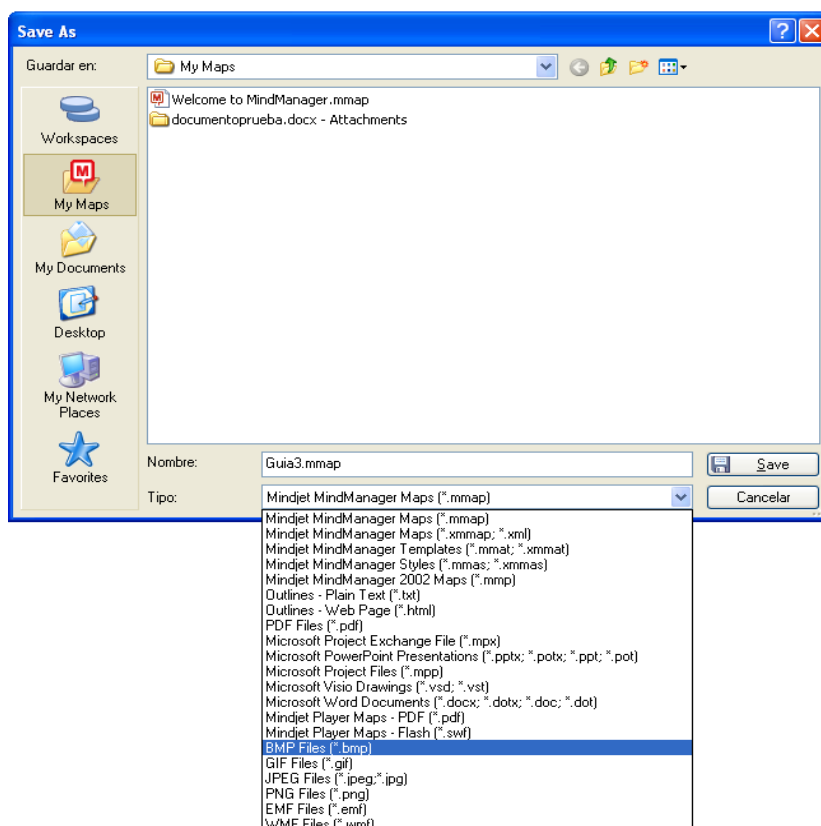 Save As
Guardar en:
My Maps
Welcome to MindManager.mmap
documentoprueba.docx - Attachments
Workspaces
My Maps
My Documents
Desktop
My Network
Places
Favorites
Nombre:
Guia3.mmap
Save
Tipo:
Mindjet MindManager Maps (*.mmap)
Cancelar
Mindjet MindManager Maps (*.mmap)
Mindjet MindManager Maps (*.xmmap; *.xml)
Mindjet MindManager Templates (*.mmat; *.xmmat)
Mindjet MindManager Styles (*.mmas; *.xmmas)
Mindjet MindManager 2002 Maps (*.mmp)
Outlines - Plain Text (*.txt)
Outlines - Web Page (*.html)
PDF Files (*.pdf)
Microsoft Project Exchange File (*.mpx)
Microsoft PowerPoint Presentations (*.pptx; *.potx; *.ppt; *.pot)
Microsoft Project Files (*.mpp)
Microsoft Visio Drawings (*.vsd; *.vst)
Microsoft Word Documents (*.docx; *.dotx; *.doc; *.dot)
Mindjet Player Maps - PDF (*.pdf)
Mindjet Player Maps - Flash (*.swf)
BMP Files (*.bmp)
GIF Files (*.gif)
JPEG Files (*.jpeg;*.jpg)
PNG Files (*.png)
EMF Files (*.emf)
WMF Files (*.wmf)